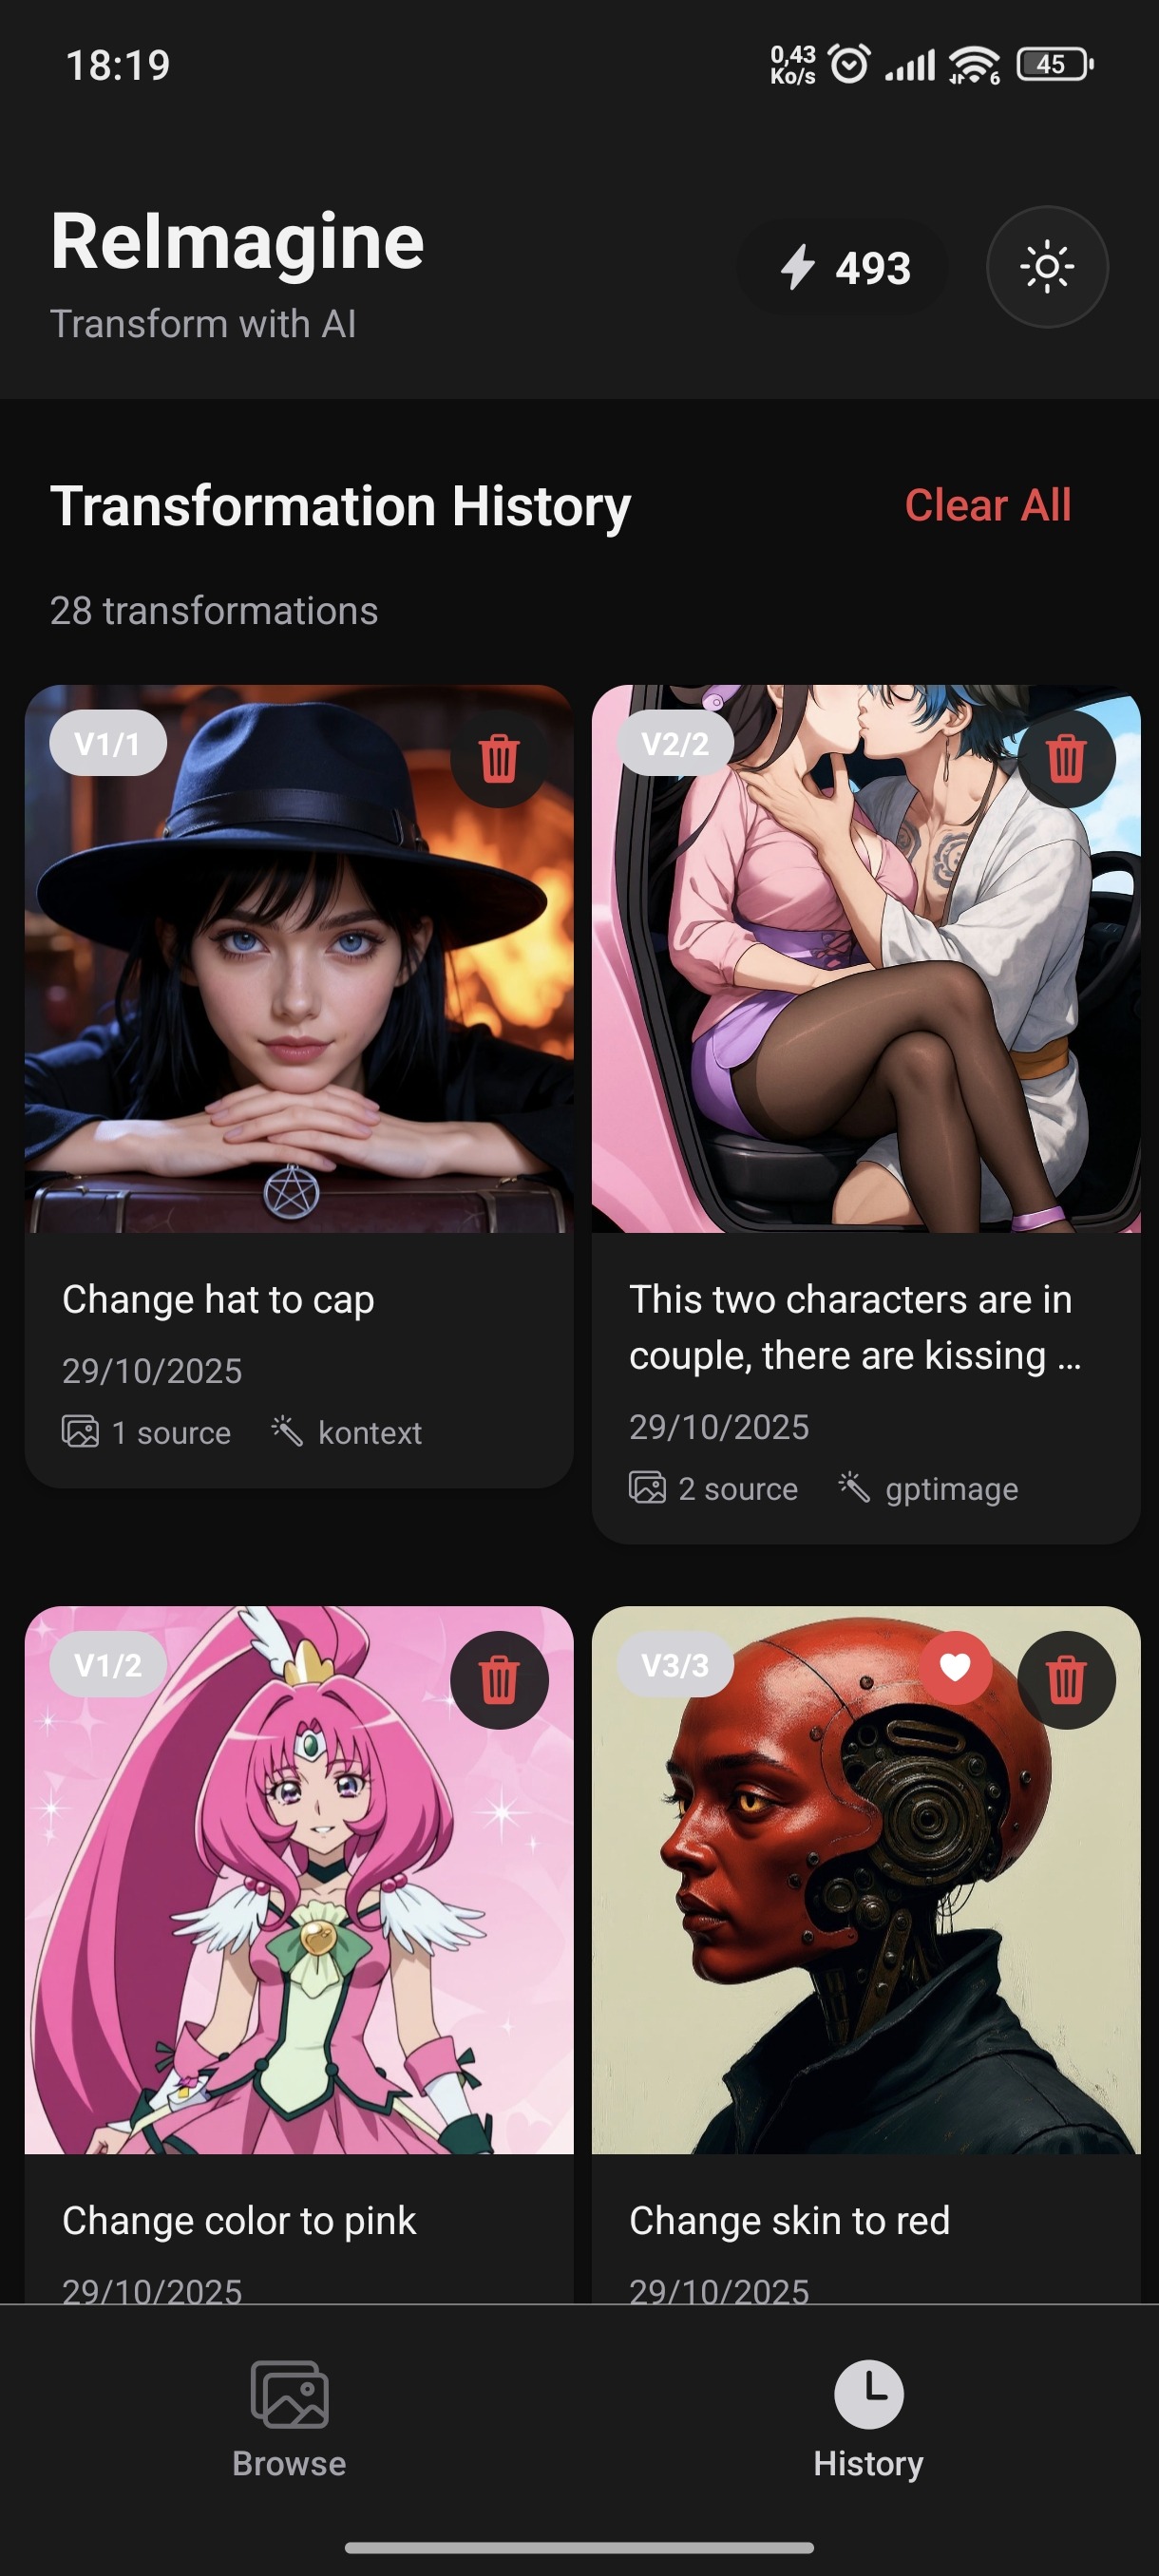 18:19
0,43
Ko/s
6
45
ReImagine
493
Transform with AI
Transformation History
Clear All
28 transformations
V1/1
V2/2
Change hat to cap
29/10/2025
1 source
kontext
This two characters are in
couple, there are kissing ...
29/10/2025
2 source
gptimage
V1/2
V3/3
Change color to pink
29/10/2025
Change skin to red
29/10/2025
Browse
History